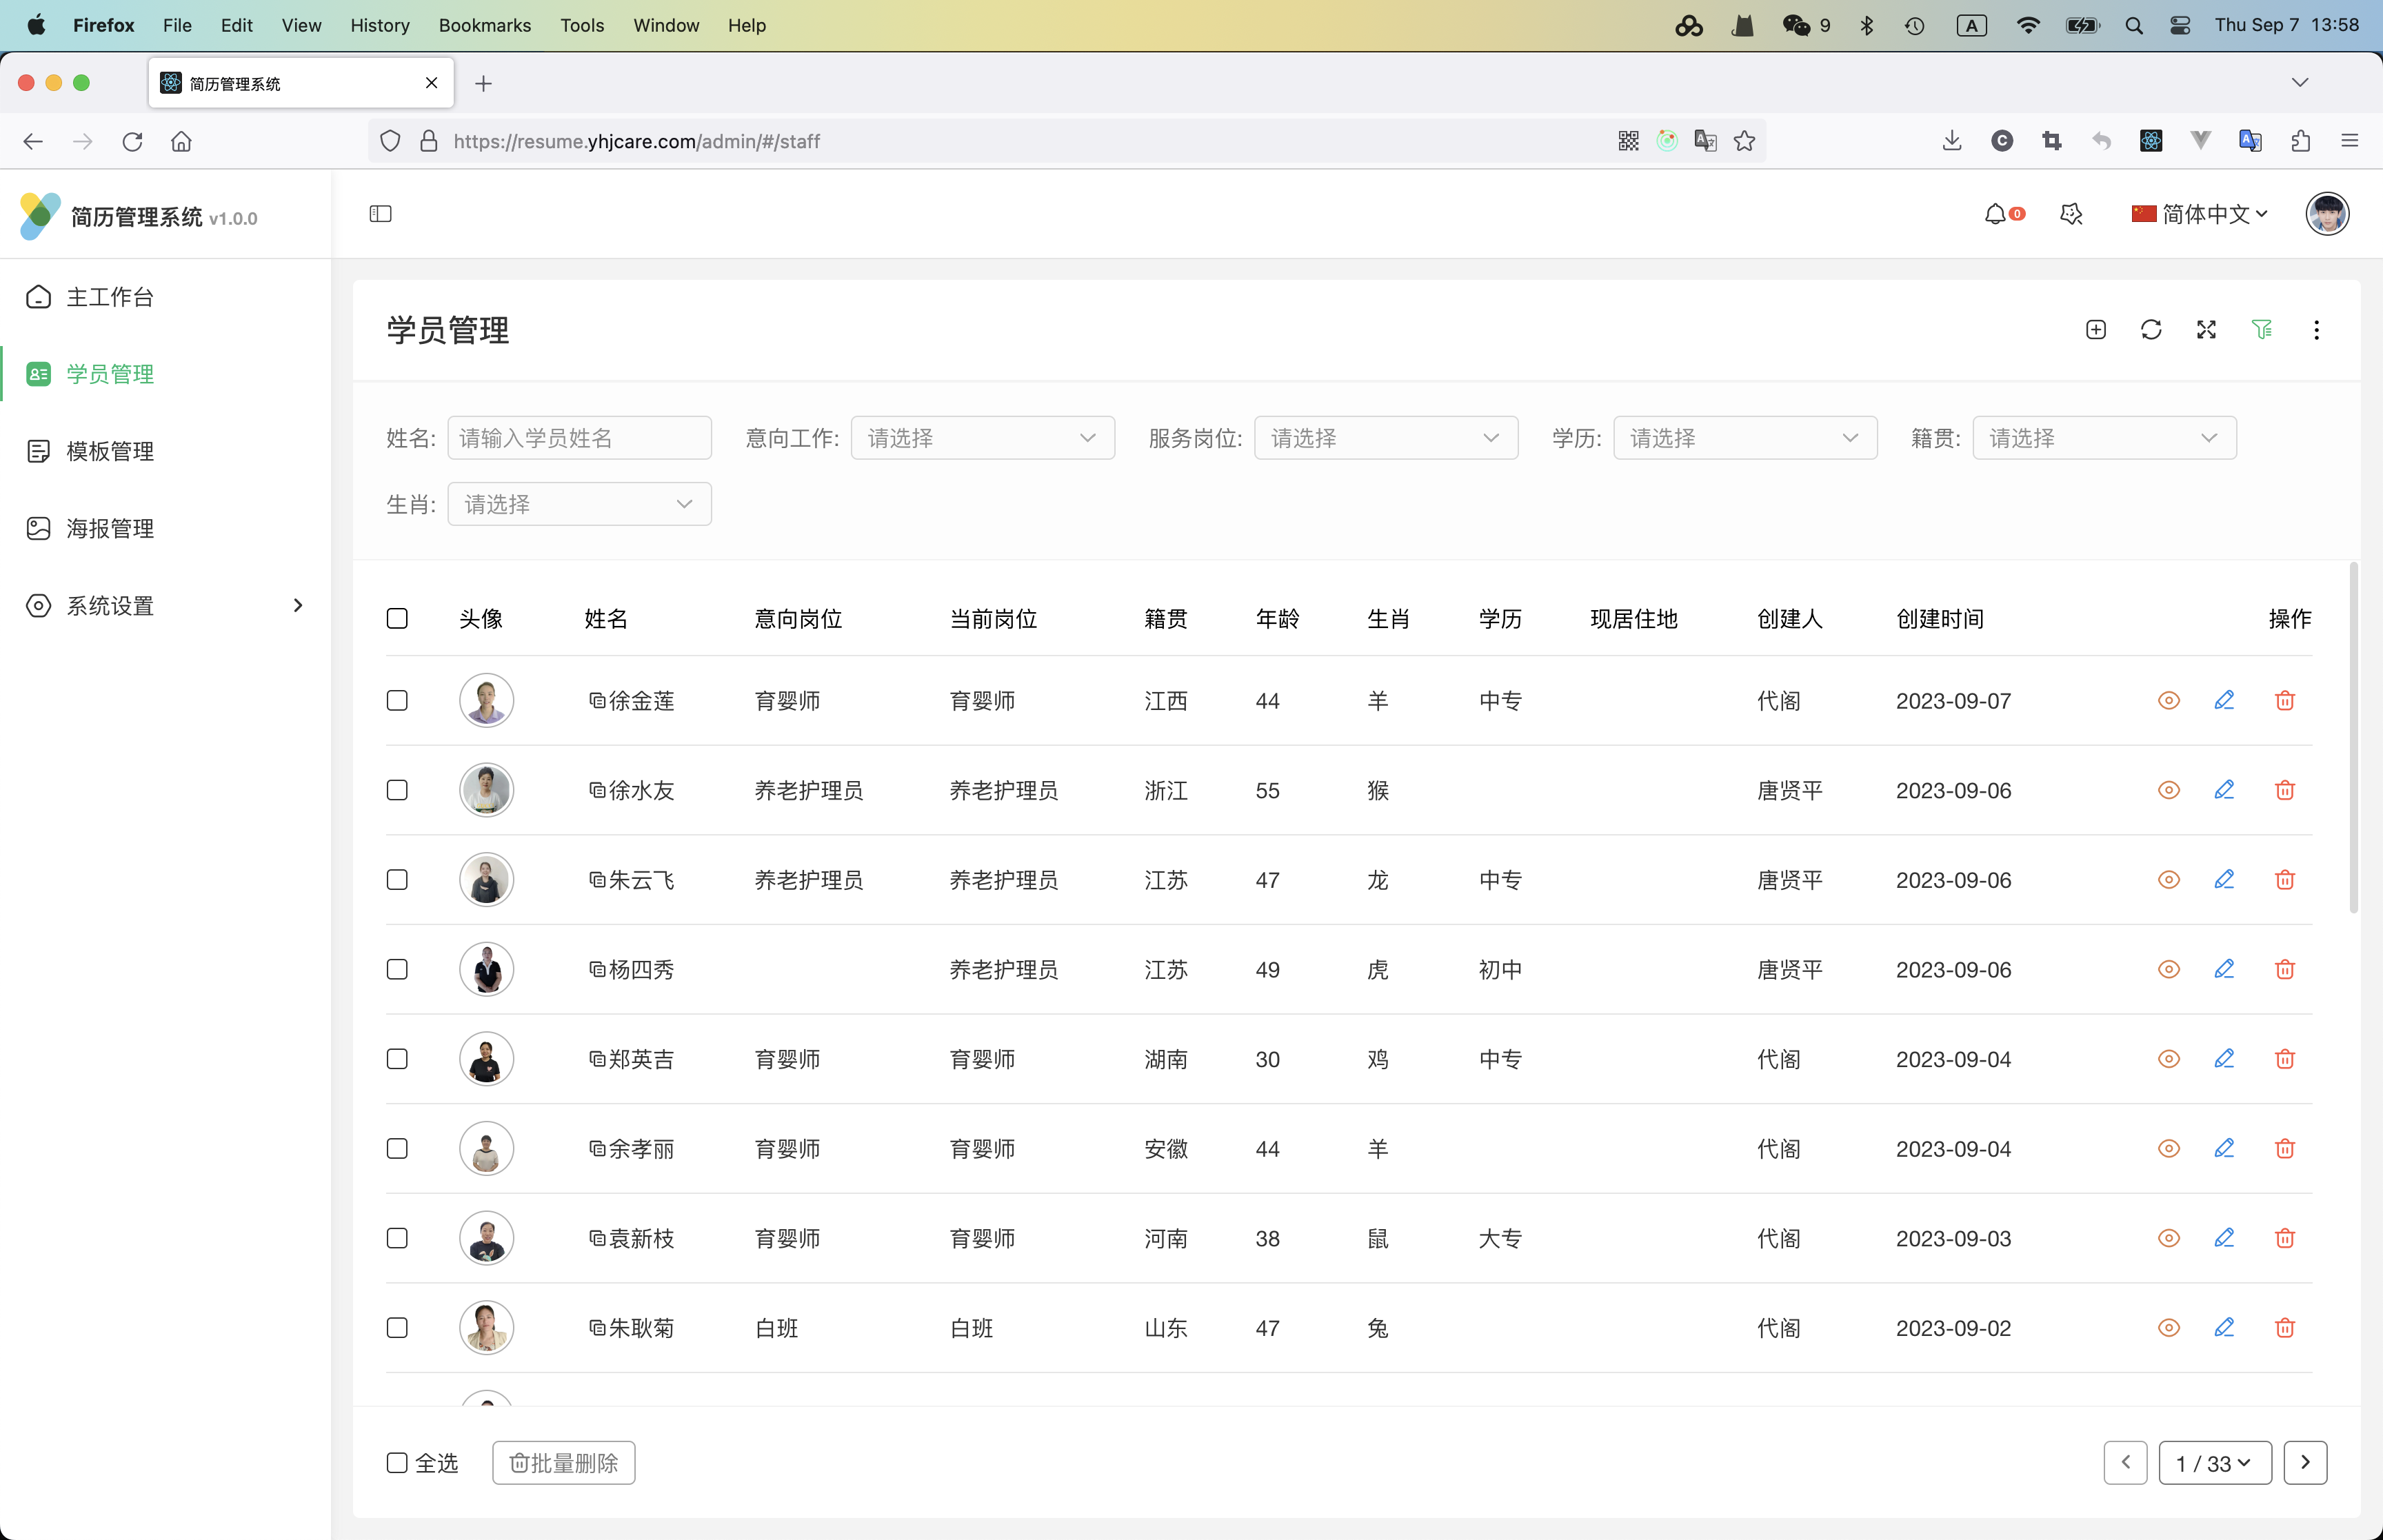 Firefox File Edit View History Bookmarks Tools Window Help 9 A Thu Sep 7 13:58
简历管理系统
https://resume.yhjcare.com/admin/#/staff
简历管理系统 v1.0.0
0 简体中文
主工作台
学员管理
模板管理
海报管理
系统设置
学员管理
姓名: 请输入学员姓名 意向工作: 请选择 服务岗位: 请选择 学历: 请选择 籍贯: 请选择
生肖: 请选择
头像 姓名 意向岗位 当前岗位 籍贯 年龄 生肖 学历 现居住地 创建人 创建时间 操作
徐金莲 育婴师 育婴师 江西 44 羊 中专 代阁 2023-09-07
徐水友 养老护理员 养老护理员 浙江 55 猴 唐贤平 2023-09-06
朱云飞 养老护理员 养老护理员 江苏 47 龙 中专 唐贤平 2023-09-06
杨四秀 养老护理员 江苏 49 虎 初中 唐贤平 2023-09-06
郑英吉 育婴师 育婴师 湖南 30 鸡 中专 代阁 2023-09-04
余孝丽 育婴师 育婴师 安徽 44 羊 代阁 2023-09-04
袁新枝 育婴师 育婴师 河南 38 鼠 大专 代阁 2023-09-03
朱耿菊 白班 白班 山东 47 兔 代阁 2023-09-02
全选 批量删除 1 / 33